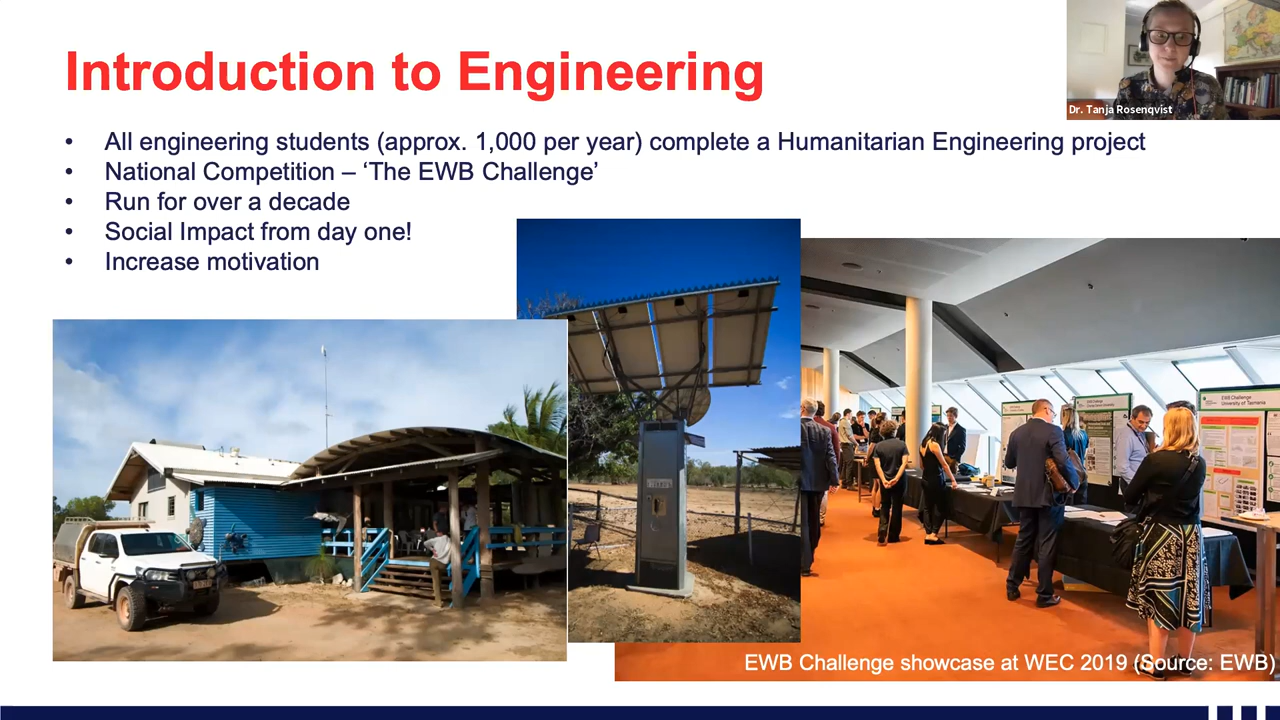 Introduction to Engineering
Dr. Tanja Rosenqvist
• All engineering students (approx. 1,000 per year) complete a Humanitarian Engineering project
• National Competition – ‘The EWB Challenge’
• Run for over a decade
• Social Impact from day one!
• Increase motivation
EWB Challenge
University of Tasmania
EWB Challenge showcase at WEC 2019 (Source: EWB)